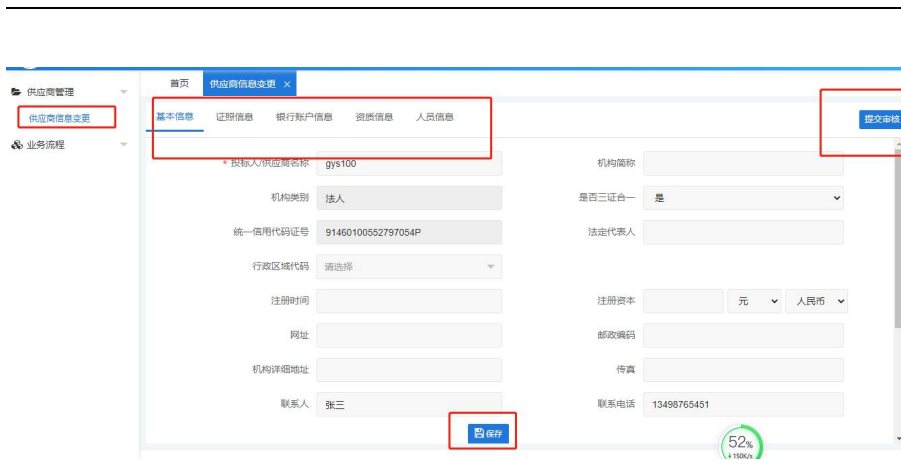 供应商管理
供应商信息变更
业务流程
首页 供应商信息变更 ×
基本信息 证照信息 银行账户信息 资质信息 人员信息 提交审核
* 投标人/供应商名称 gys100 机构简称
机构类别 法人 是否三证合一 是
统一信用代码证号 91460100552797054P 法定代表人
行政区域代码 请选择
注册时间 注册资本 元 人民币
网址 邮政编码
机构详细地址 传真
联系人 张三 联系电话 13498765451
保存
52%
↓150K/s